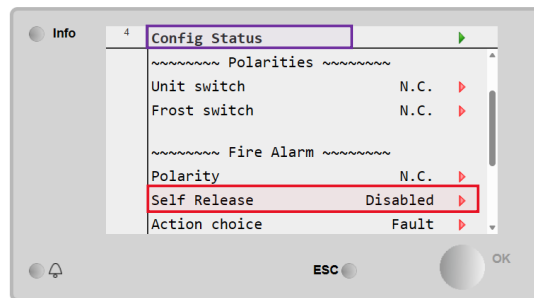 Info
4
Config Status
~~~~~~~~ Polarities ~~~~~~~~
Unit switch N.C.
Frost switch N.C.
~~~~~~~~ Fire Alarm ~~~~~~~~
Polarity N.C.
Self Release Disabled
Action choice Fault
ESC
OK